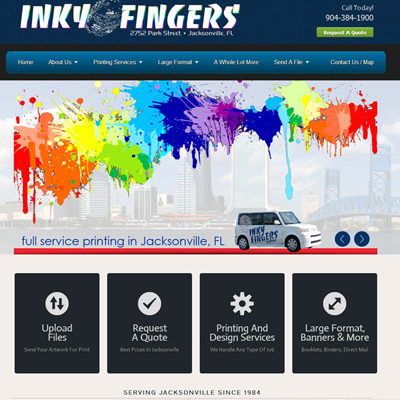 INKY FINGERS
2752 Park Street • Jacksonville, FL
Call Today!
904-384-1900
Request A Quote
Home About Us Printing Services Large Format A Whole Lot More Send A File Contact Us / Map
INKY
FINGERS
full service printing in Jacksonville, FL
Upload
Files
Send Your Artwork For Print
Request
A Quote
Best Prices In Jacksonville
Printing And
Design Services
We Handle Any Type Of Job
Large Format,
Banners & More
Booklets, Bindery, Direct Mail
SERVING JACKSONVILLE SINCE 1984